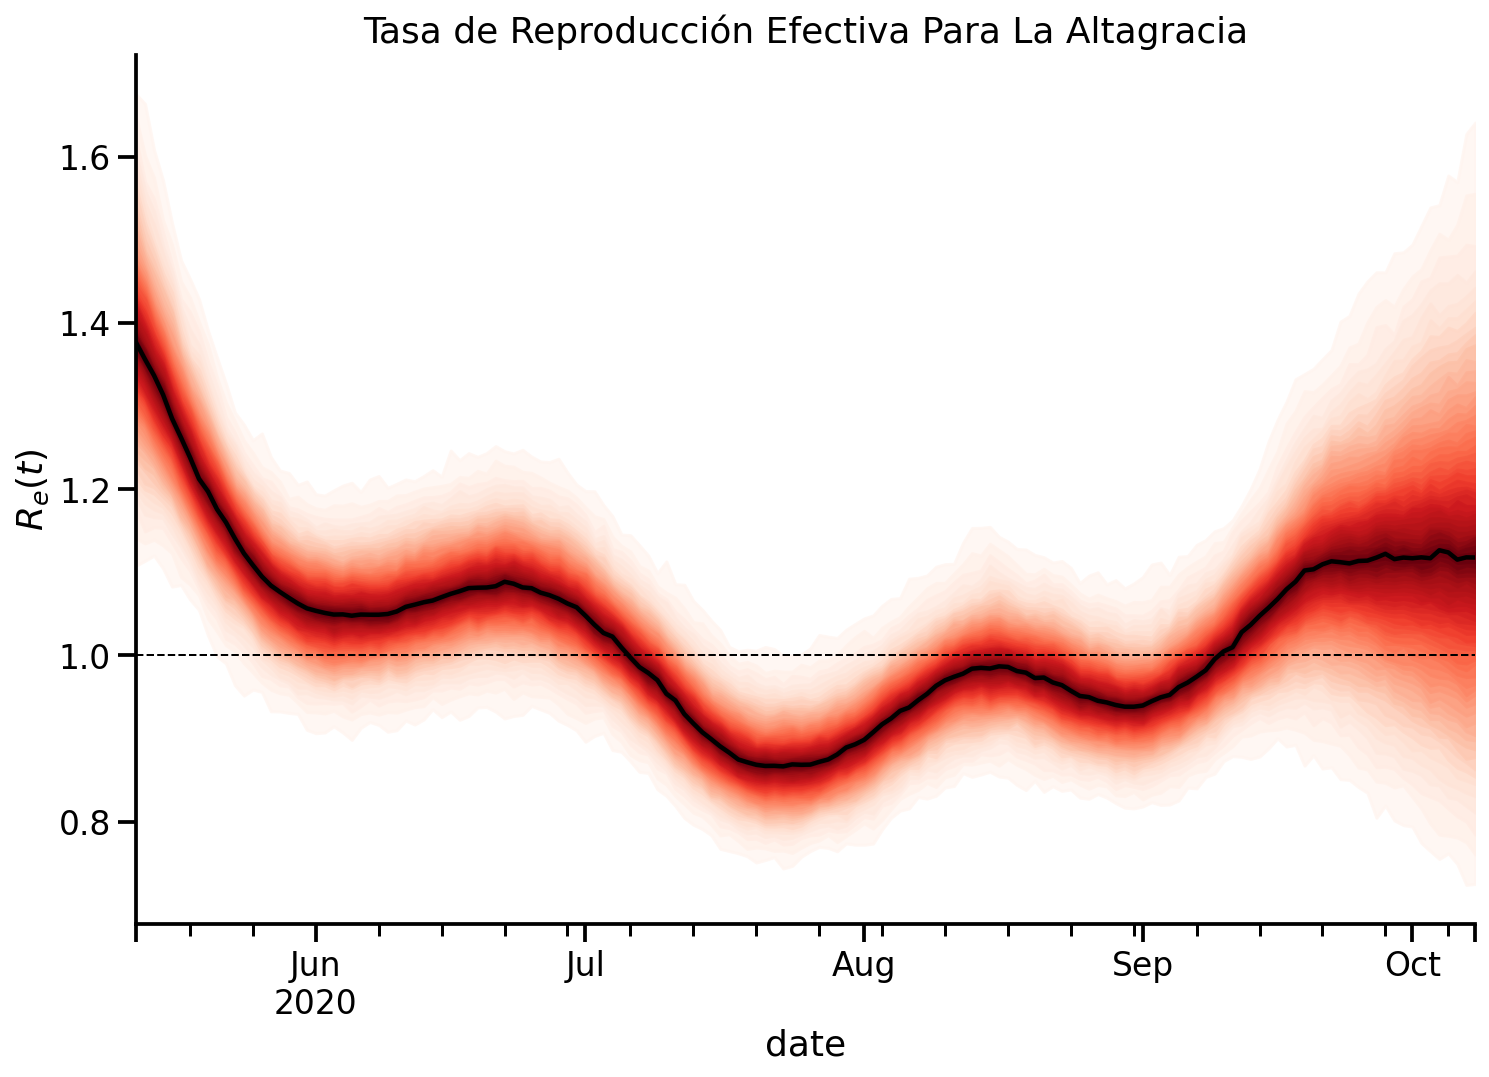 Tasa de Reproducción Efectiva Para La Altagracia
1.6
1.4
1.2
1.0
0.8
Rₑ(t)
Jun Jul Aug Sep Oct
2020
date